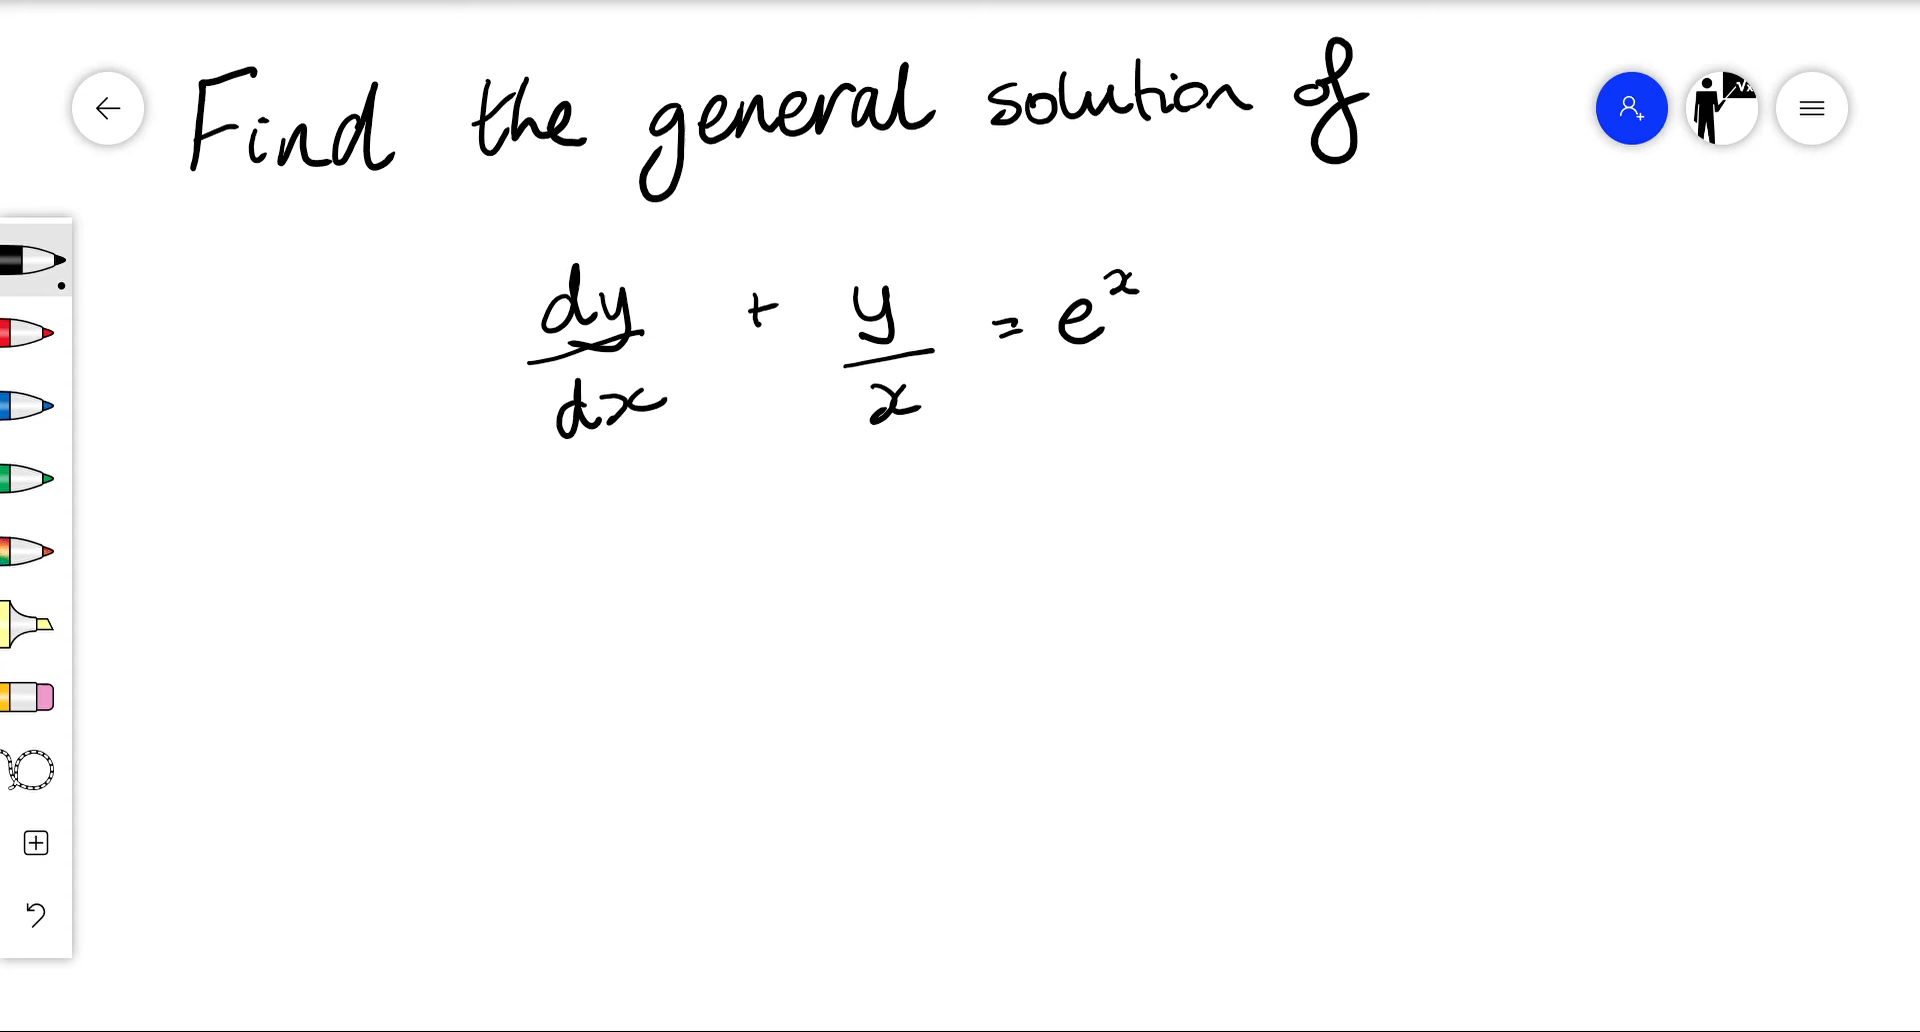 Find the general solution of
dy/dx + y/x = e^x